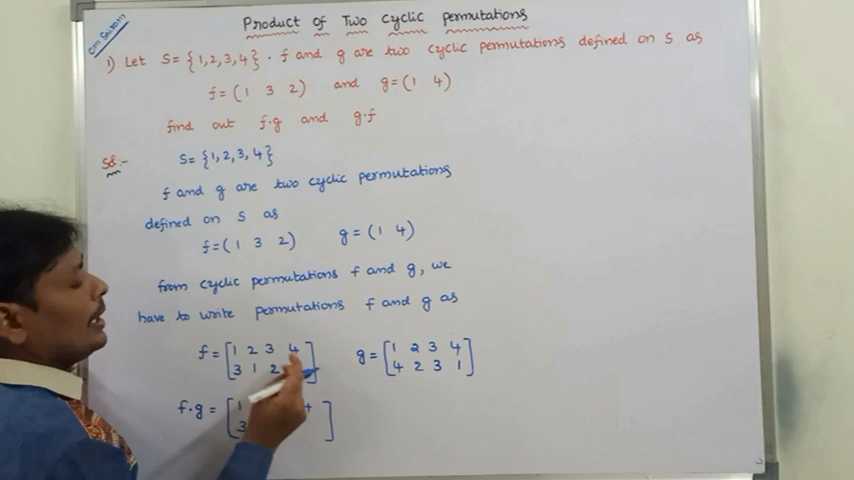 Om Sairam
Product of Two Cyclic Permutations
1) Let S = {1,2,3,4} . f and g are two cyclic permutations defined on S as
f = (1 3 2) and g = (1 4)
find out f.g and g.f
Sol:- S = {1,2,3,4}
f and g are two cyclic permutations
defined on S as
f = (1 3 2) g = (1 4)
from cyclic permutations f and g, we
have to write permutations f and g as
f = [1 2 3 4 g = [1 2 3 4
3 1 2 ] 4 2 3 1]
f.g = [1 4
3 ]